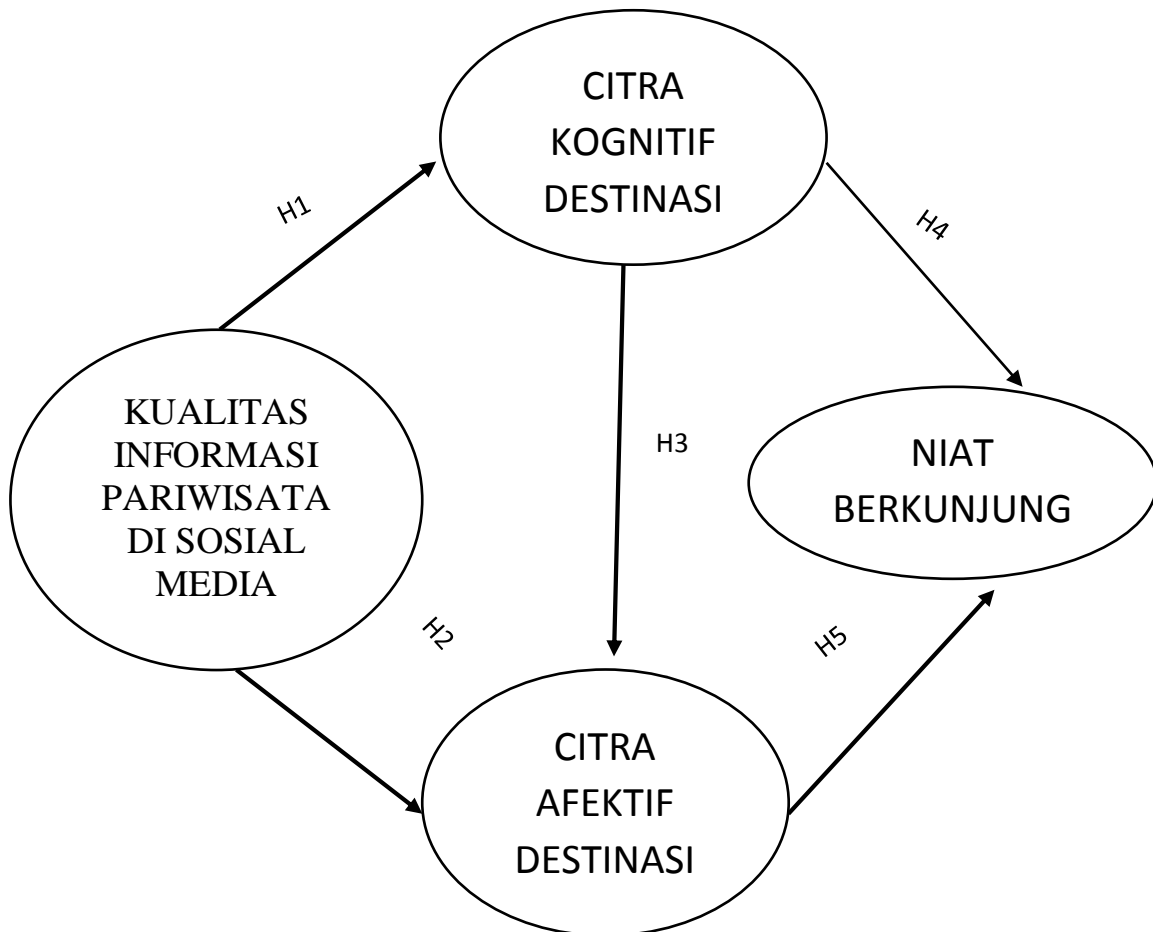 CITRA
KOGNITIF
DESTINASI
H1
H4
KUALITAS
INFORMASI
PARIWISATA
DI SOSIAL
MEDIA
H3
NIAT
BERKUNJUNG
H2
H5
CITRA
AFEKTIF
DESTINASI